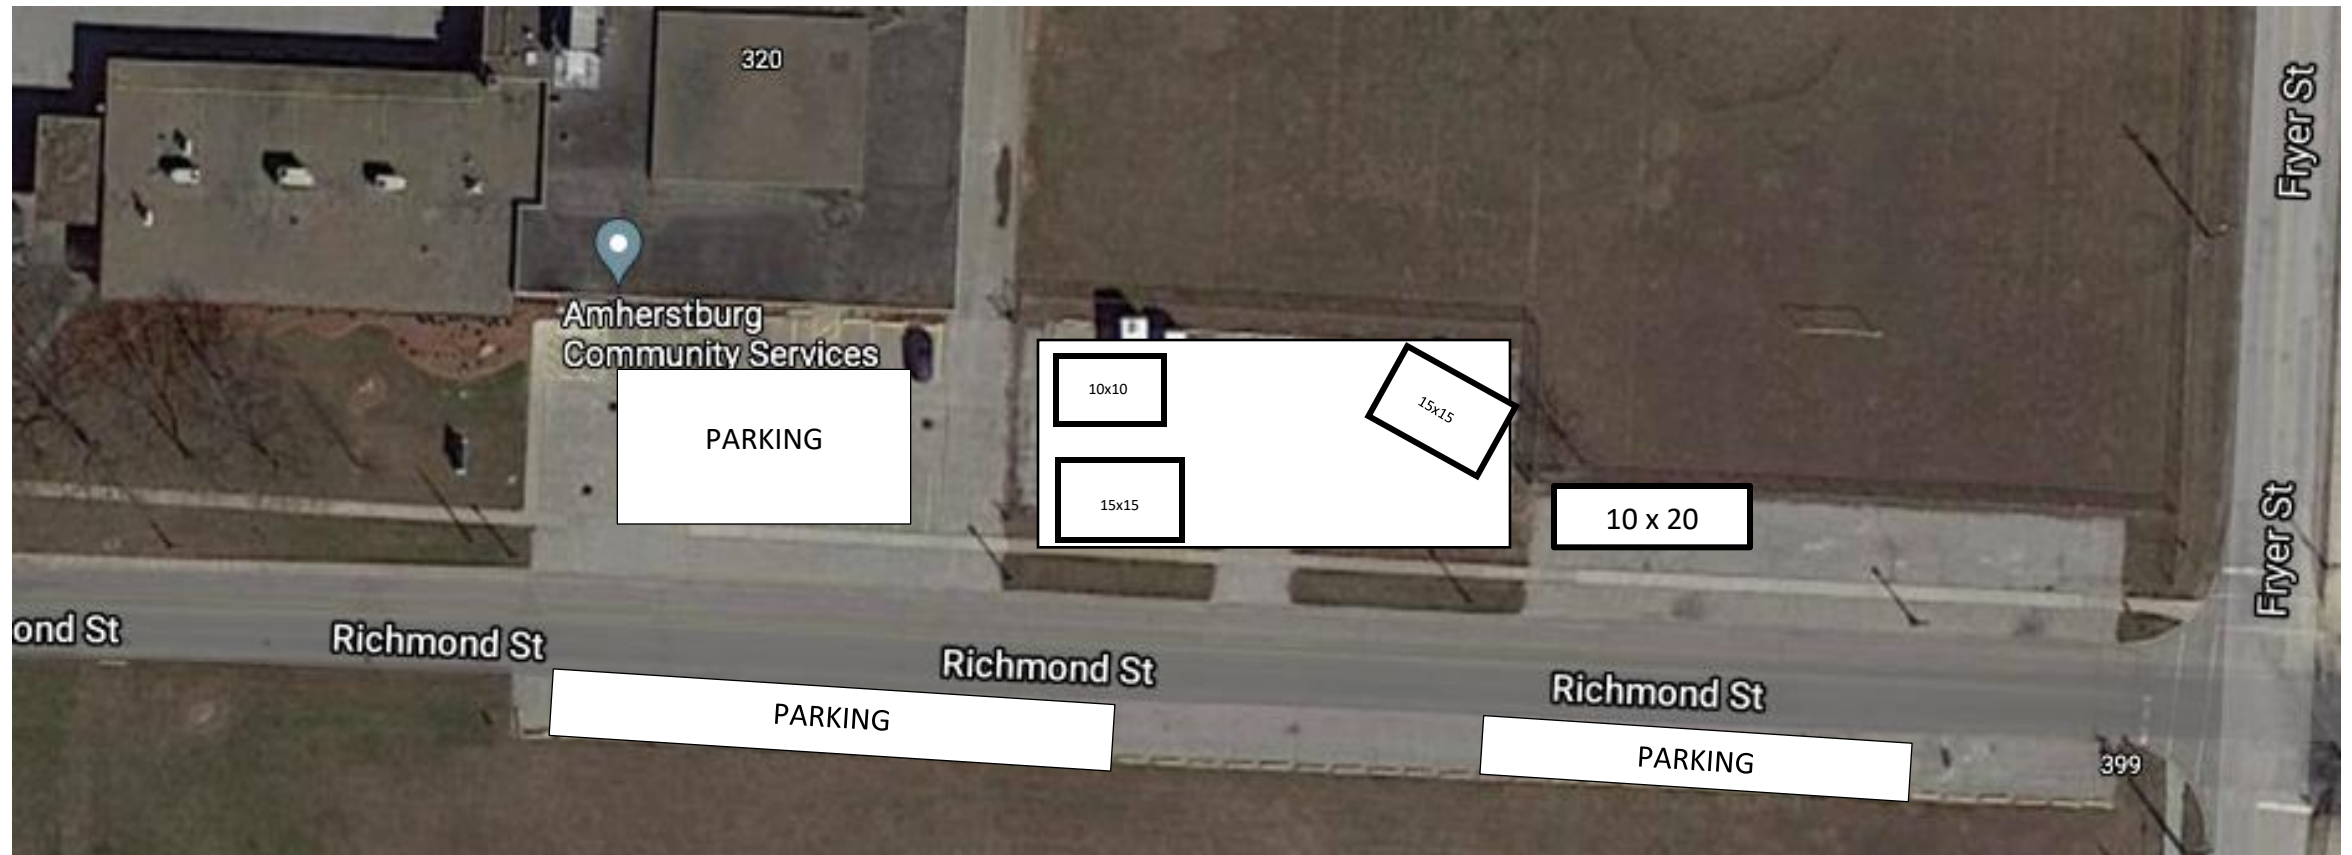 320
Fryer St
Amherstburg
Community Services
10x10
15x15
PARKING
15x15
10 x 20
Fryer St
ond St
Richmond St
Richmond St
Richmond St
PARKING
PARKING
399